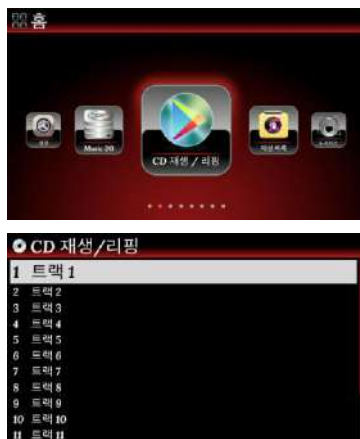 홈
Music DB
CD 재생 / 리핑
CD 재생/리핑
1 트랙 1
2 트랙 2
3 트랙 3
4 트랙 4
5 트랙 5
6 트랙 6
7 트랙 7
8 트랙 8
9 트랙 9
10 트랙 10
11 트랙 11